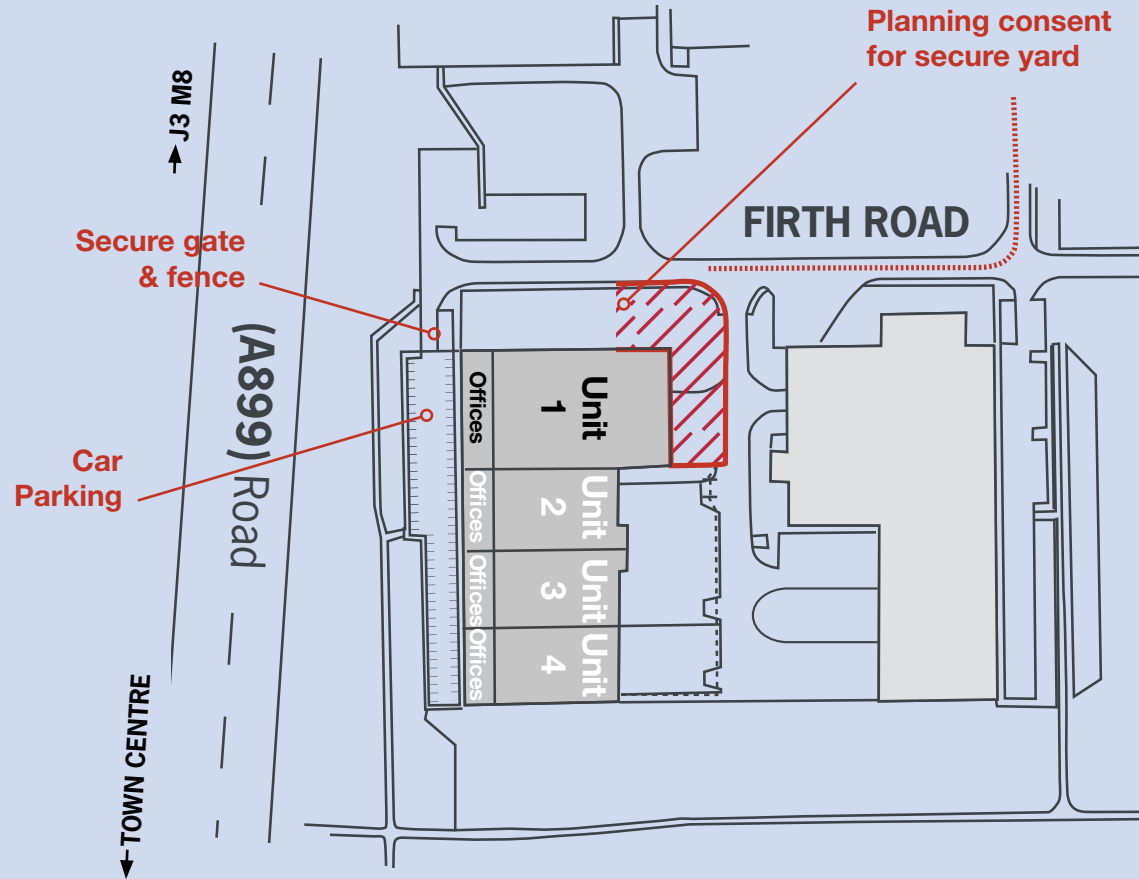 Planning consent
for secure yard
J3 M8
FIRTH ROAD
Secure gate
& fence
(A899) Road
Car
Parking
Offices
Unit
1
Offices
Unit
2
Offices
Unit
3
Offices
Unit
4
TOWN CENTRE